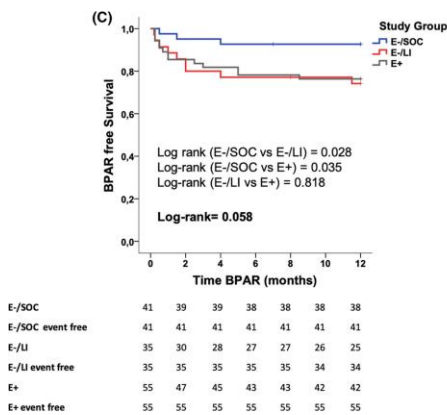 (C)
Study Group
E-/SOC
E-/LI
E+
BPAR free Survival
1,0
0,8
0,6
0,4
0,2
0,0
Log rank (E-/SOC vs E-/LI) = 0.028
Log-rank (E-/SOC vs E+) = 0.035
Log-rank (E-/LI vs E+) = 0.818
Log-rank= 0.058
0 2 4 6 8 10 12
Time BPAR (months)
E-/SOC 41 39 39 38 38 38 38
E-/SOC event free 41 41 41 41 41 41 41
E-/LI 35 30 28 27 27 26 25
E-/LI event free 35 35 35 35 35 34 34
E+ 55 47 45 43 43 42 42
E+ event free 55 55 55 55 55 55 55